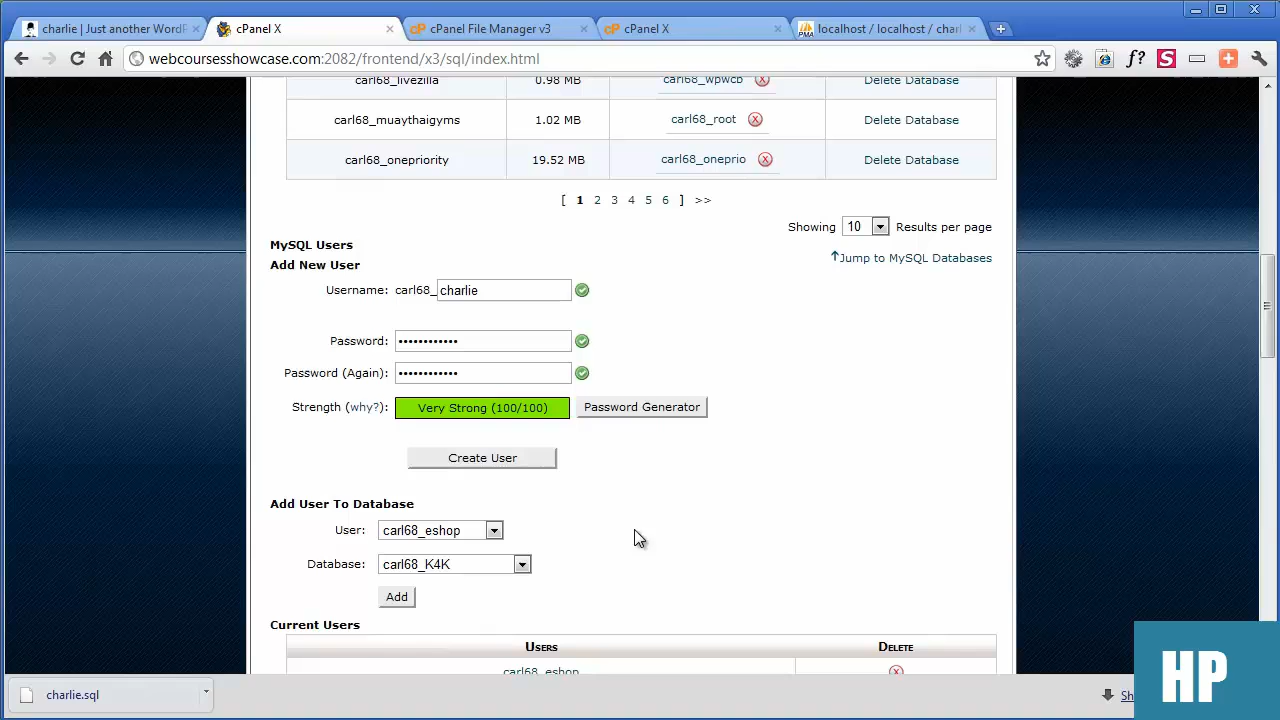 charlie | Just another WordP
cPanel X
cPanel File Manager v3
cPanel X
localhost / localhost / charl
webcoursesshowcase.com:2082/frontend/x3/sql/index.html
carl68_livezilla 0.98 MB carl68_wpwcb Delete Database
carl68_muaythaigyms 1.02 MB carl68_root Delete Database
carl68_onepriority 19.52 MB carl68_oneprio Delete Database
[ 1 2 3 4 5 6 ] >>
Showing 10 Results per page
MySQL Users
Jump to MySQL Databases
Add New User
Username: carl68_charlie
Password: ••••••••••••
Password (Again): ••••••••••••
Strength (why?): Very Strong (100/100) Password Generator
Create User
Add User To Database
User: carl68_eshop
Database: carl68_K4K
Add
Current Users
Users Delete
carl68_eshop
charlie.sql
Sh
HP